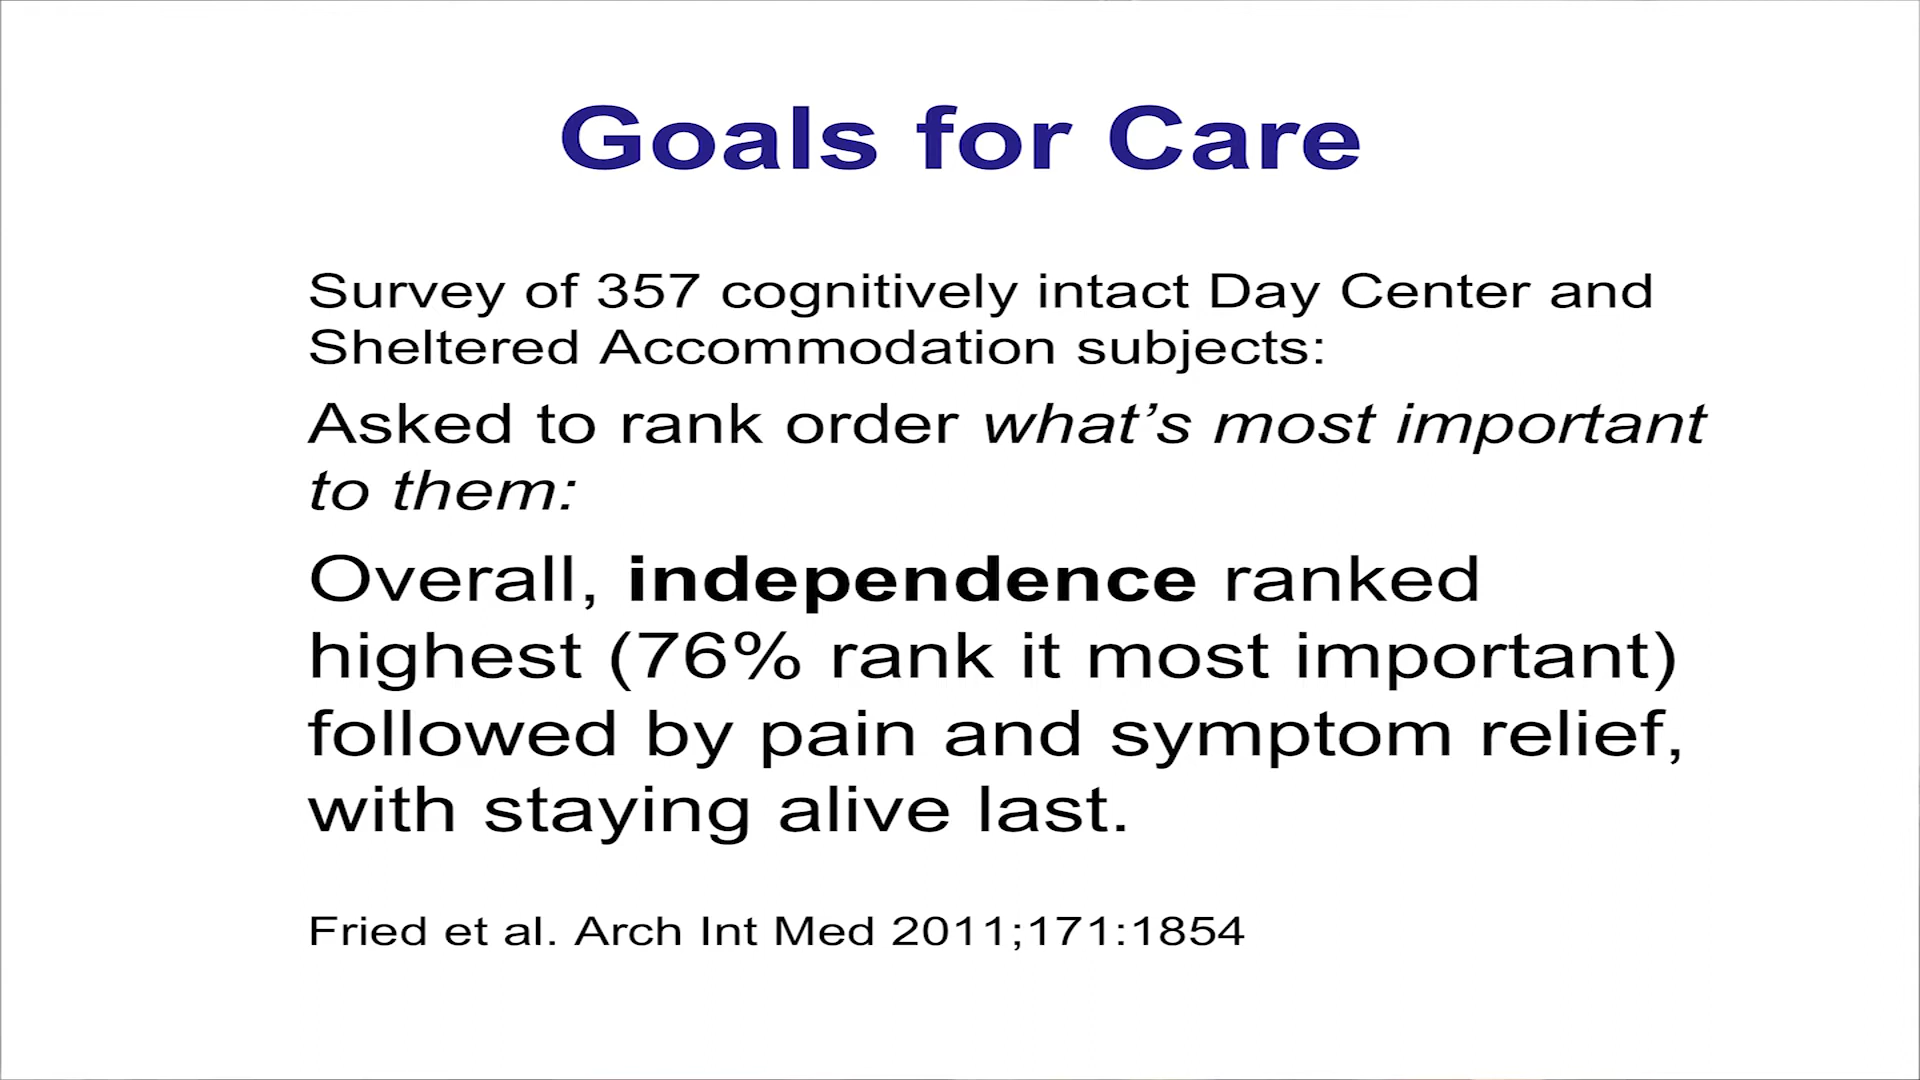 Goals for Care
Survey of 357 cognitively intact Day Center and
Sheltered Accommodation subjects:
Asked to rank order what’s most important
to them:
Overall, independence ranked
highest (76% rank it most important)
followed by pain and symptom relief,
with staying alive last.
Fried et al. Arch Int Med 2011;171:1854